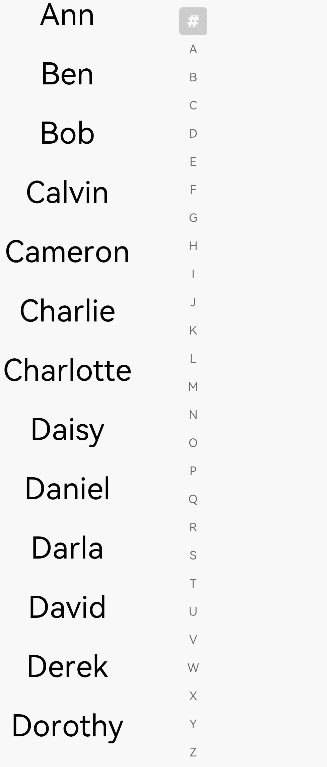 Ann
Ben
Bob
Calvin
Cameron
Charlie
Charlotte
Daisy
Daniel
Darla
David
Derek
Dorothy
#
A
B
C
D
E
F
G
H
I
J
K
L
M
N
O
P
Q
R
S
T
U
V
W
X
Y
Z